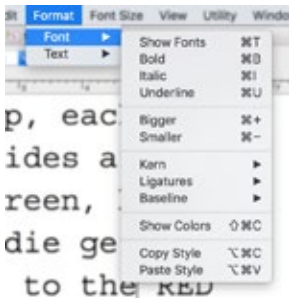 dit Format Font Size View Utility Windo
Font ▶
Text ▶
Show Fonts ⌘T
Bold ⌘B
Italic ⌘I
Underline ⌘U
Bigger ⌘+
Smaller ⌘-
Kern ▶
Ligatures ▶
Baseline ▶
Show Colors ⇧⌘C
Copy Style ⌥⌘C
Paste Style ⌥⌘V
p, eac
ides a
reen,
die ge
to the RED